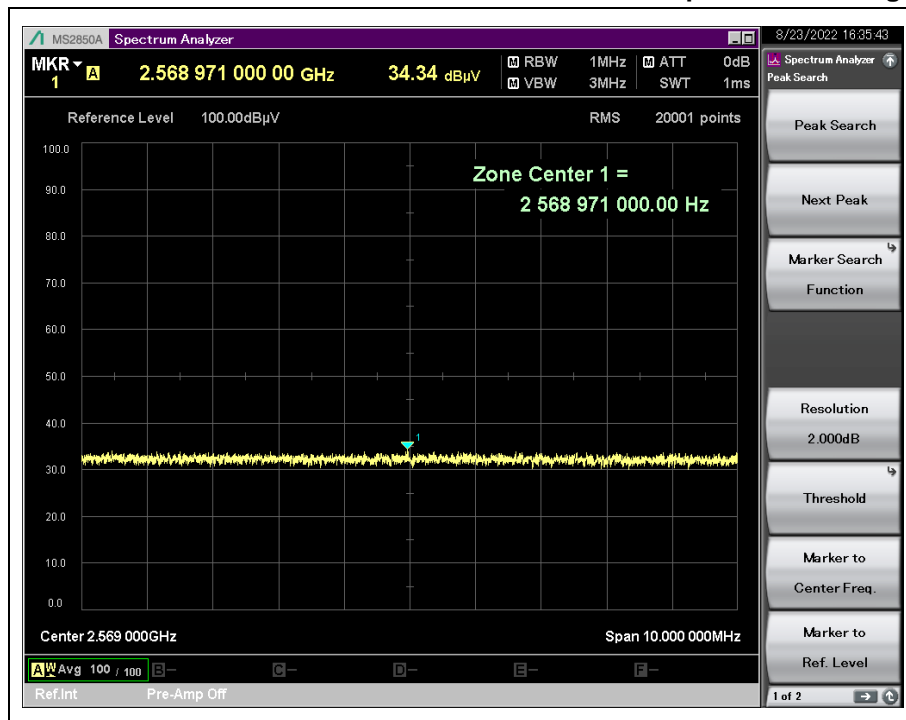 MS2850A Spectrum Analyzer
8/23/2022 16:35:43
MKR 1 A 2.568 971 000 00 GHz 34.34 dBµV
M RBW 1MHz M ATT 0dB
M VBW 3MHz SWT 1ms
Reference Level 100.00dBµV RMS 20001 points
Zone Center 1 =
2 568 971 000.00 Hz
100.0
90.0
80.0
70.0
60.0
50.0
40.0
30.0
20.0
10.0
0.0
1
Center 2.569 000GHz Span 10.000 000MHz
A W Avg 100 / 100 B- C- D- E- F-
Ref.Int Pre-Amp Off
Spectrum Analyzer
Peak Search
Peak Search
Next Peak
Marker Search
Function
Resolution
2.000dB
Threshold
Marker to
Center Freq.
Marker to
Ref. Level
1 of 2